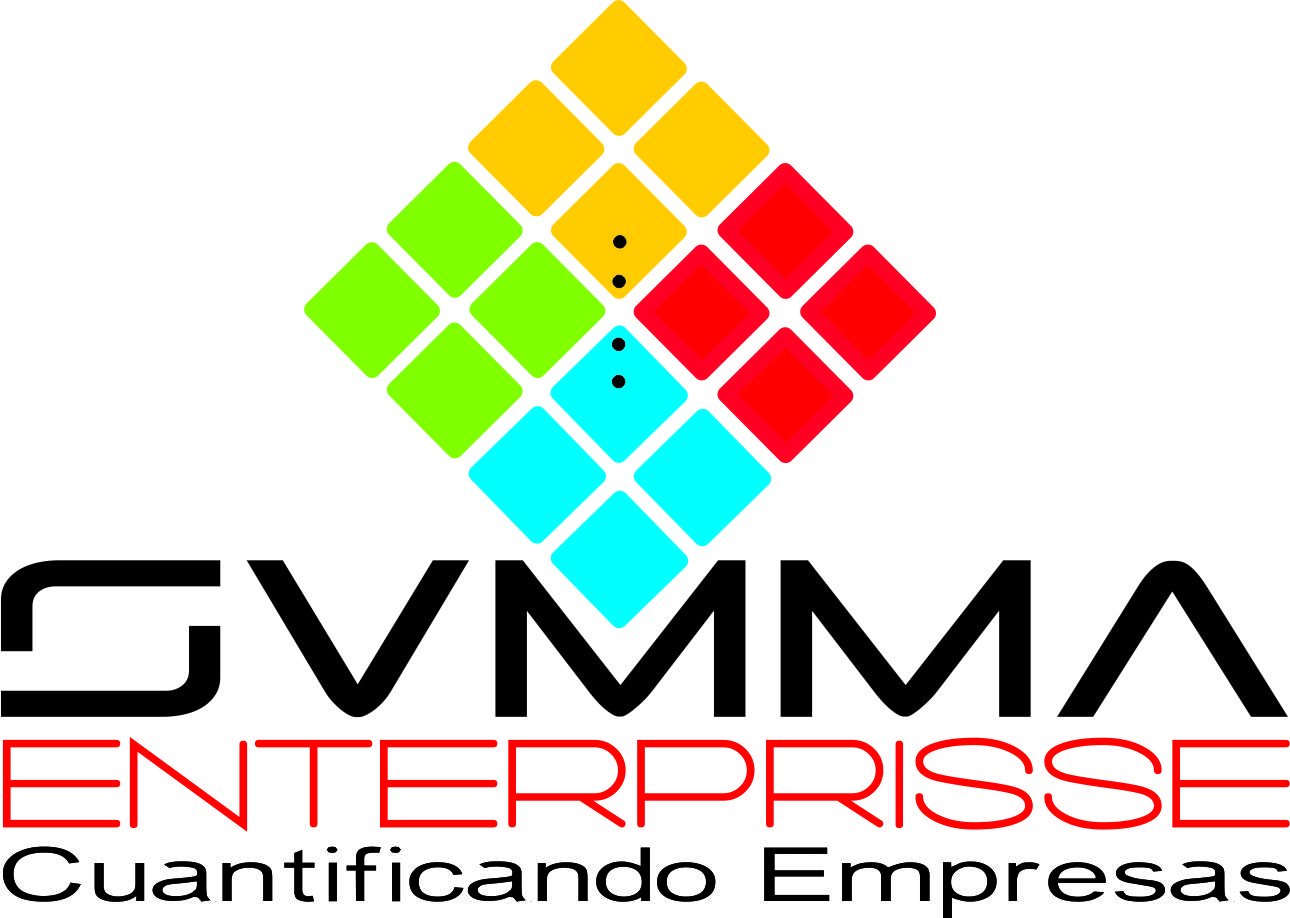 SVMMA
ENTERPRISSE
Cuantificando Empresas